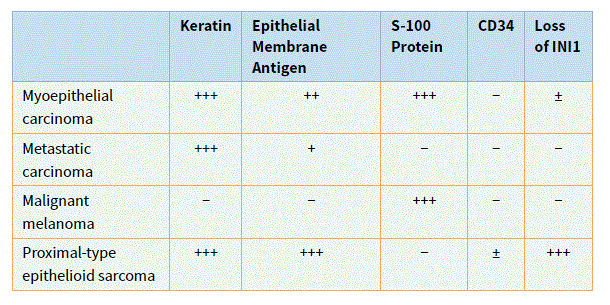 Keratin Epithelial S-100 CD34 Loss
Membrane Protein of INI1
Antigen
Myoepithelial +++ ++ +++ − ±
carcinoma
Metastatic +++ + − − −
carcinoma
Malignant − − +++ − −
melanoma
Proximal-type +++ +++ − ± +++
epithelioid sarcoma